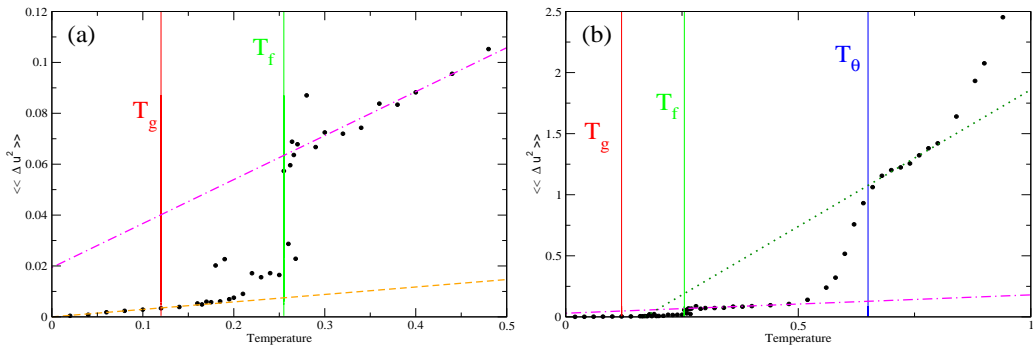 (a)
T_f
T_g
0.12
0.1
0.08
0.06
0.04
0.02
0
<< Δ u² >>
0 0.1 0.2 0.3 0.4 0.5
Temperature
(b)
T_θ
T_f
T_g
2.5
2
1.5
1
0.5
0
<< Δ u² >>
0 0.5 1
Temperature